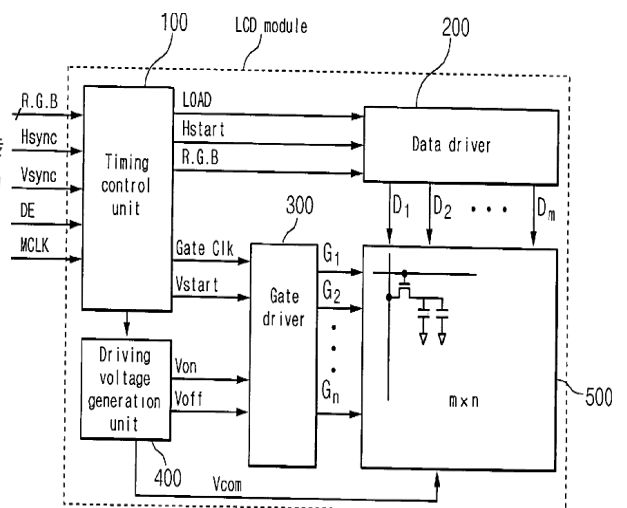 LCD module
100
200
R.G.B
Hsync
Vsync
DE
MCLK
Timing
control
unit
LOAD
Hstart
R.G.B
Data driver
D1 D2 • • • Dm
Gate Clk
Vstart
300
Gate
driver
G1
G2
Gn
Driving
voltage
generation
unit
Von
Voff
400
Vcom
m×n
500